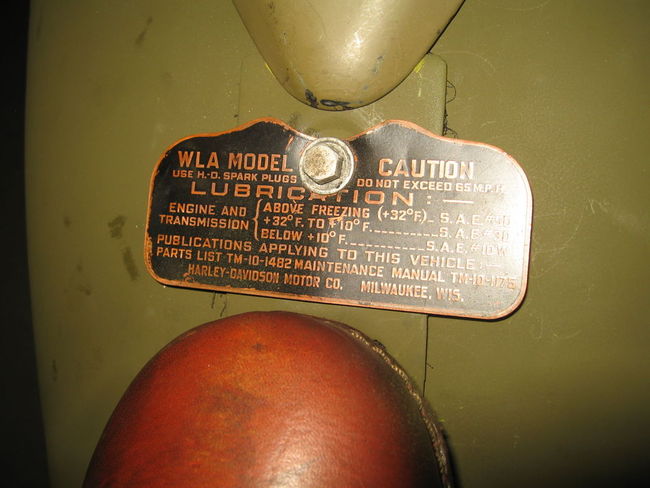 WLA MODEL CAUTION
USE H.-D. SPARK PLUGS DO NOT EXCEED 65 M.P.H.
LUBRICATION: —
ENGINE AND TRANSMISSION { ABOVE FREEZING (+32°F.)_ S.A.E.#50
+32°F. TO +10°F.___________S.A.E.#30
BELOW +10°F.____________S.A.E.#10W
PUBLICATIONS APPLYING TO THIS VEHICLE,
PARTS LIST TM-10-1482 MAINTENANCE MANUAL TM-10-1175
HARLEY-DAVIDSON MOTOR CO. MILWAUKEE, WIS.